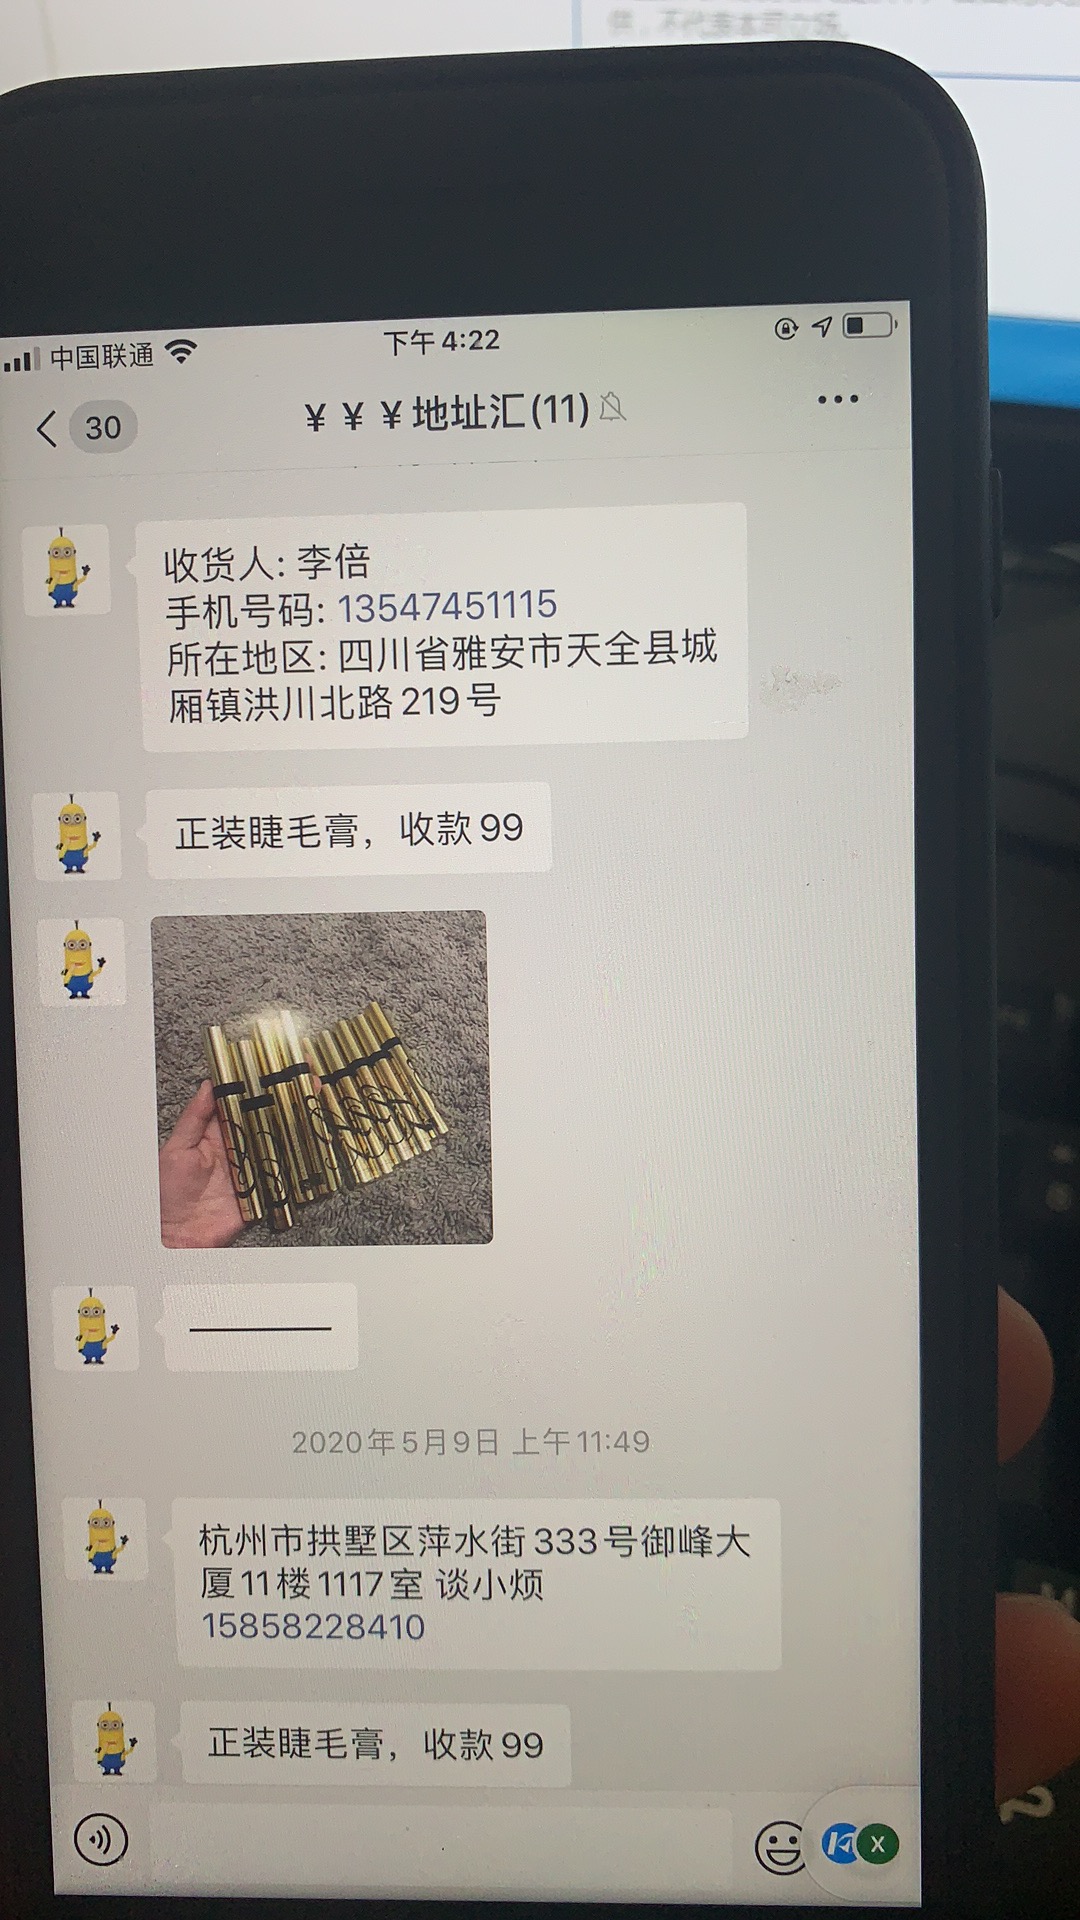 中国联通
下午 4:22
30
¥ ¥ ¥地址汇(11)
收货人: 李倍
手机号码: 13547451115
所在地区: 四川省雅安市天全县城
厢镇洪川北路219号
正装睫毛膏，收款99
2020年5月9日 上午11:49
杭州市拱墅区萍水街333号御峰大
厦11楼1117室 谈小烦
15858228410
正装睫毛膏，收款99
X
2